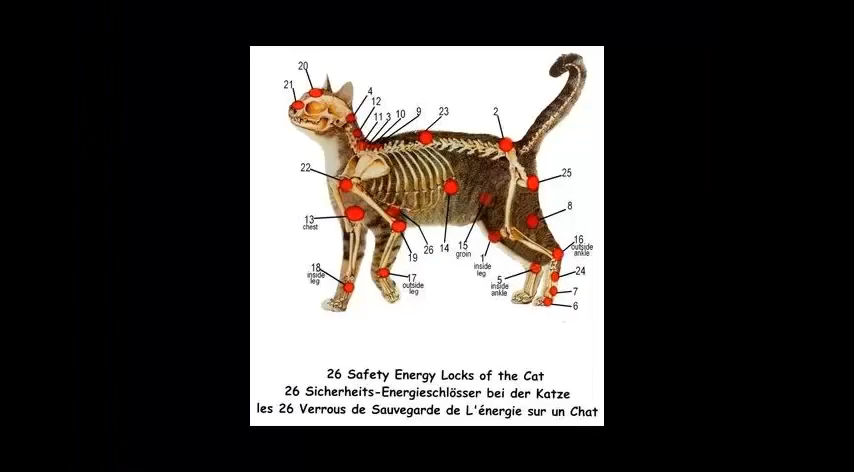 20
21
4
12
11 3 10 9 23 2
22
25
8
13
chest
16
outside
ankle
26 14 15
groin
19
1
inside
leg
18
inside
leg
17
outside
leg
5
inside
ankle
24
7
6
26 Safety Energy Locks of the Cat
26 Sicherheits-Energieschlösser bei der Katze
les 26 Verrous de Sauvegarde de L'énergie sur un Chat